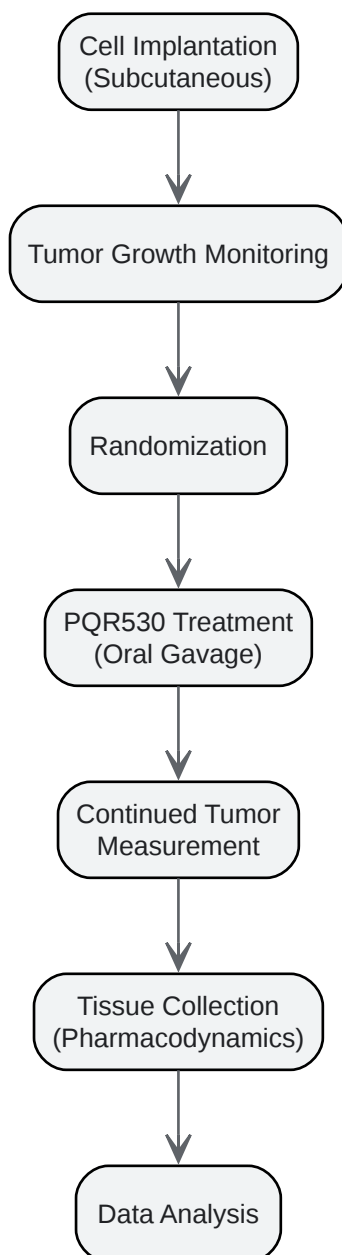 Cell Implantation
(Subcutaneous)
Tumor Growth Monitoring
Randomization
PQR530 Treatment
(Oral Gavage)
Continued Tumor
Measurement
Tissue Collection
(Pharmacodynamics)
Data Analysis